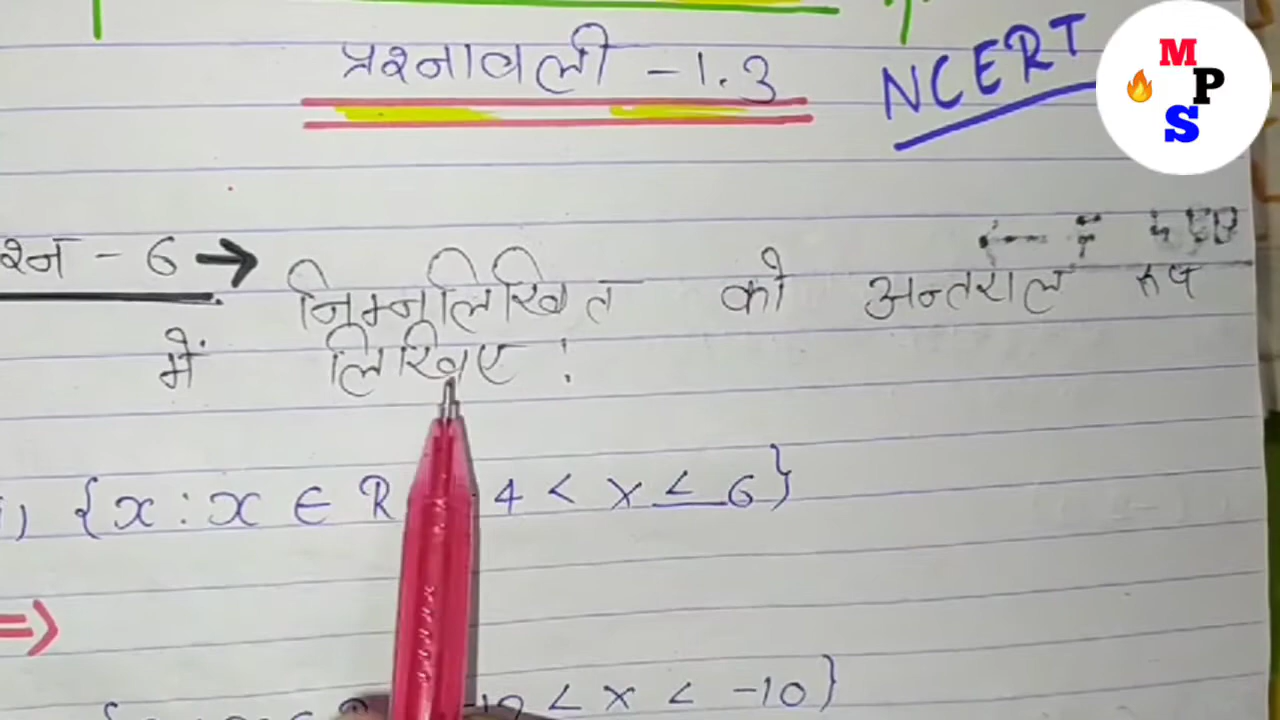 प्रश्नावली - 1.3
NCERT
M
P
S
श्न - 6 →
निम्नलिखित को अन्तराल रूप
में लिखिए :
) {x : x ∈ R 4 < x ≤ 6}
⇒
< x < -10}